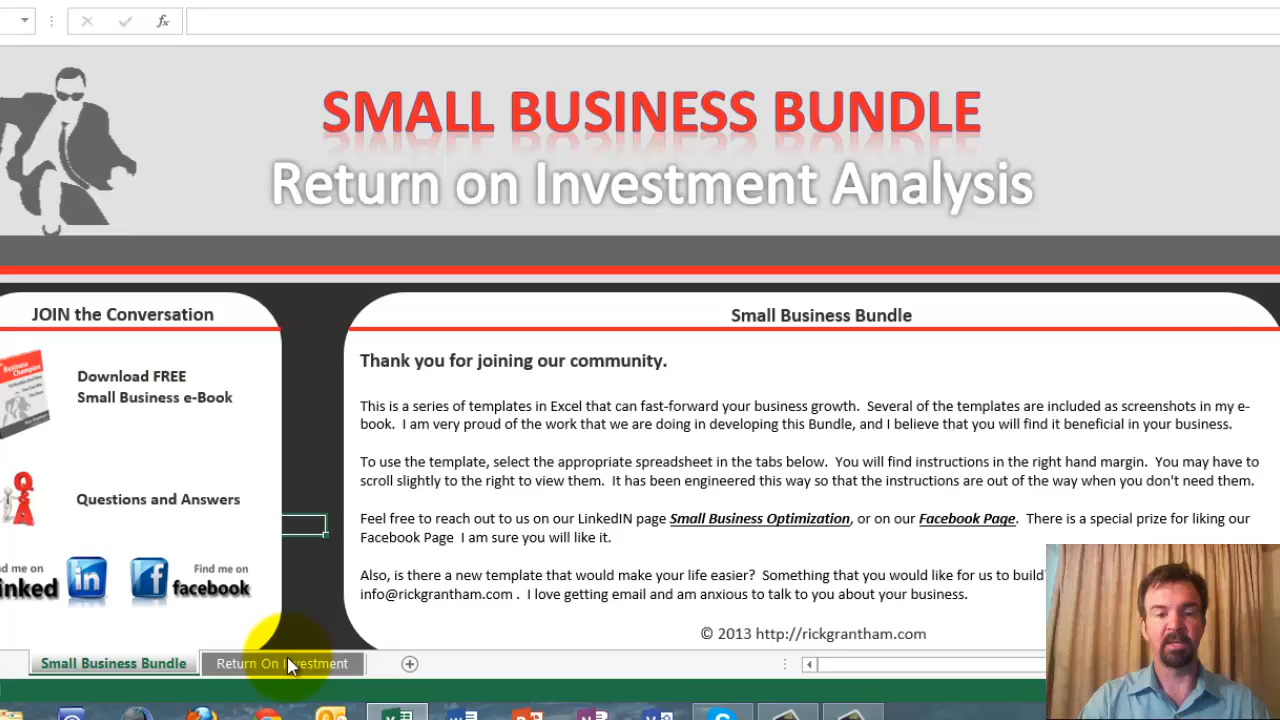 fx
SMALL BUSINESS BUNDLE
Return on Investment Analysis
JOIN the Conversation
Business
Champion
Download FREE
Small Business e-Book
Q&A
Questions and Answers
me on
linked
in
f
Find me on
facebook
Small Business Bundle
Thank you for joining our community.
This is a series of templates in Excel that can fast-forward your business growth. Several of the templates are included as screenshots in my e-
book. I am very proud of the work that we are doing in developing this Bundle, and I believe that you will find it beneficial in your business.
To use the template, select the appropriate spreadsheet in the tabs below. You will find instructions in the right hand margin. You may have to
scroll slightly to the right to view them. It has been engineered this way so that the instructions are out of the way when you don't need them.
Feel free to reach out to us on our LinkedIN page Small Business Optimization, or on our Facebook Page. There is a special prize for liking our
Facebook Page I am sure you will like it.
Also, is there a new template that would make your life easier? Something that you would like for us to build?
info@rickgrantham.com . I love getting email and am anxious to talk to you about your business.
© 2013 http://rickgrantham.com
Small Business Bundle
Return On Investment